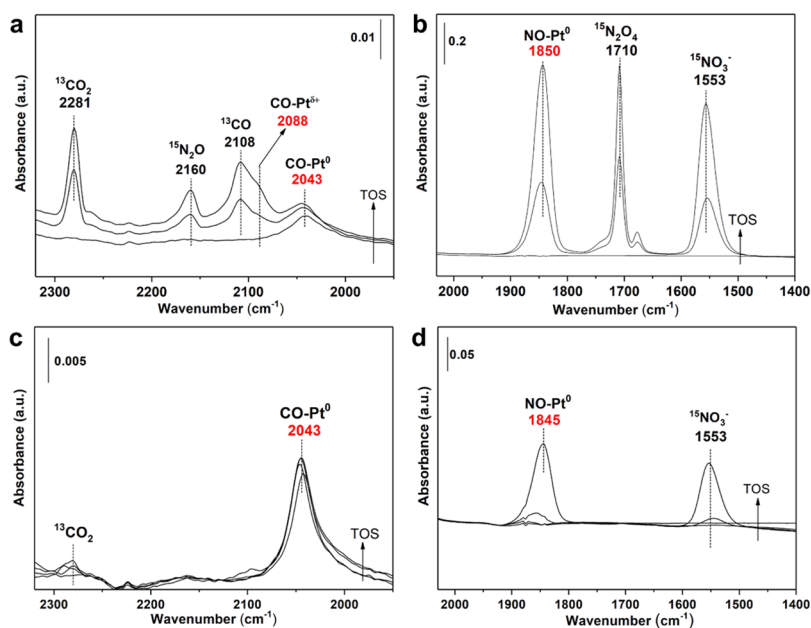 a
0.01
¹³CO₂
2281
¹⁵N₂O
2160
¹³CO
2108
CO-Ptᵟ⁺
2088
CO-Pt⁰
2043
TOS
Absorbance (a.u.)
2300 2200 2100 2000
Wavenumber (cm⁻¹)
b
0.2
NO-Pt⁰
1850
¹⁵N₂O₄
1710
¹⁵NO₃⁻
1553
TOS
Absorbance (a.u.)
2000 1900 1800 1700 1600 1500 1400
Wavenumber (cm⁻¹)
c
0.005
CO-Pt⁰
2043
¹³CO₂
TOS
Absorbance (a.u.)
2300 2200 2100 2000
Wavenumber (cm⁻¹)
d
0.05
NO-Pt⁰
1845
¹⁵NO₃⁻
1553
TOS
Absorbance (a.u.)
2000 1900 1800 1700 1600 1500 1400
Wavenumber (cm⁻¹)